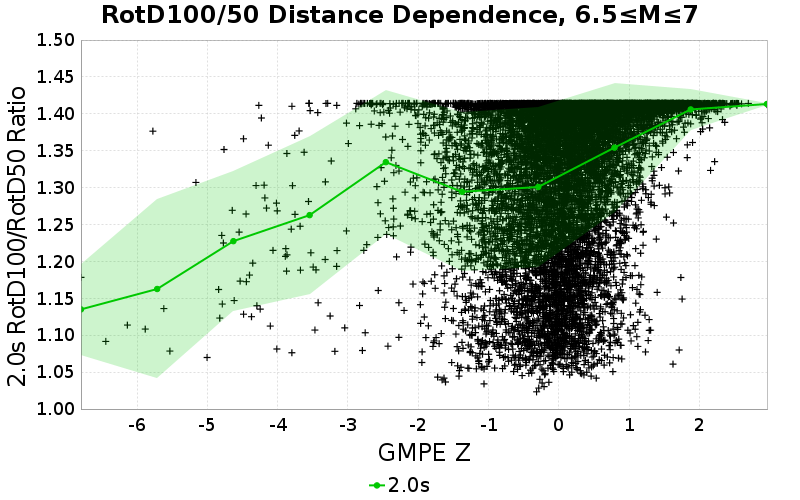 RotD100/50 Distance Dependence, 6.5≤M≤7
2.0s RotD100/RotD50 Ratio
1.50
1.45
1.40
1.35
1.30
1.25
1.20
1.15
1.10
1.05
1.00
-6 -5 -4 -3 -2 -1 0 1 2
GMPE Z
2.0s